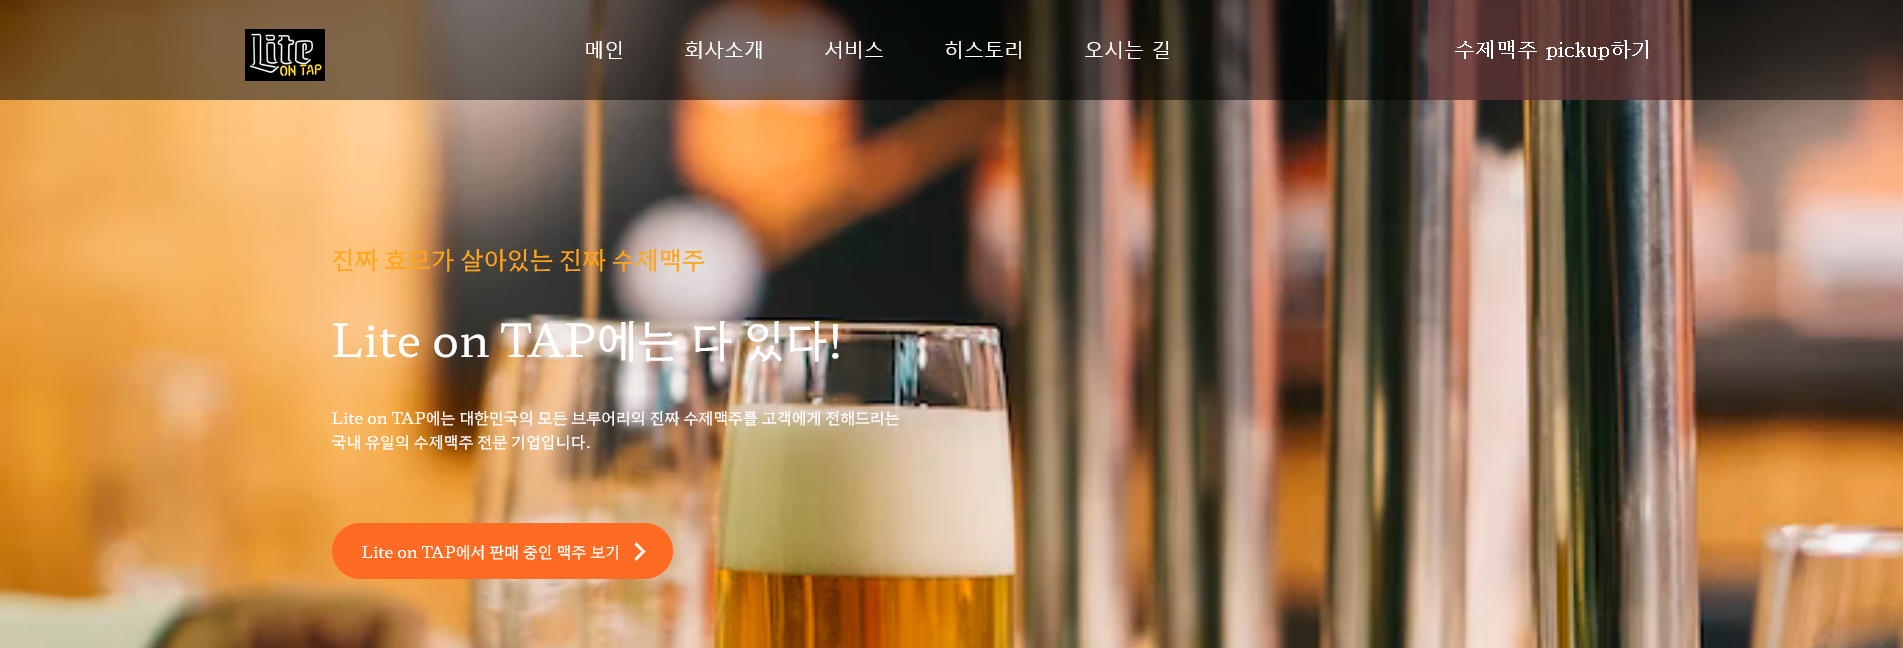 Lite
ON TAP
메인 회사소개 서비스 히스토리 오시는 길 수제맥주 pickup하기
진짜 효모가 살아있는 진짜 수제맥주
Lite on TAP에는 다 있다!
Lite on TAP에는 대한민국의 모든 브루어리의 진짜 수제맥주를 고객에게 전해드리는
국내 유일의 수제맥주 전문 기업입니다.
Lite on TAP에서 판매 중인 맥주 보기